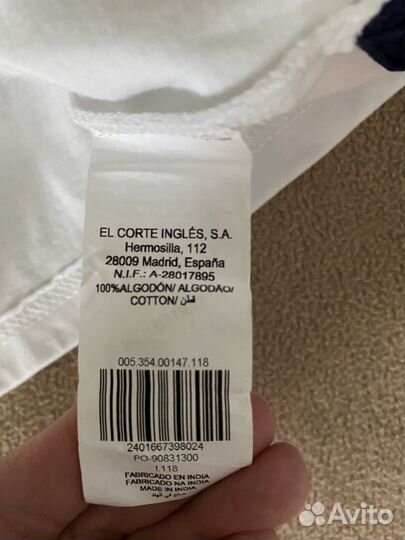 EL CORTE INGLÉS, S.A.
Hermosilla, 112
28009 Madrid, España
N.I.F.: A-28017895
100%ALGODÓN/ ALGODAO/
COTTON/ قطن
005.354.00147.118
2401667398024
PO-90831300
L118
FABRICADO EN INDIA
FABRICADO NA INDIA
MADE IN INDIA
Avito